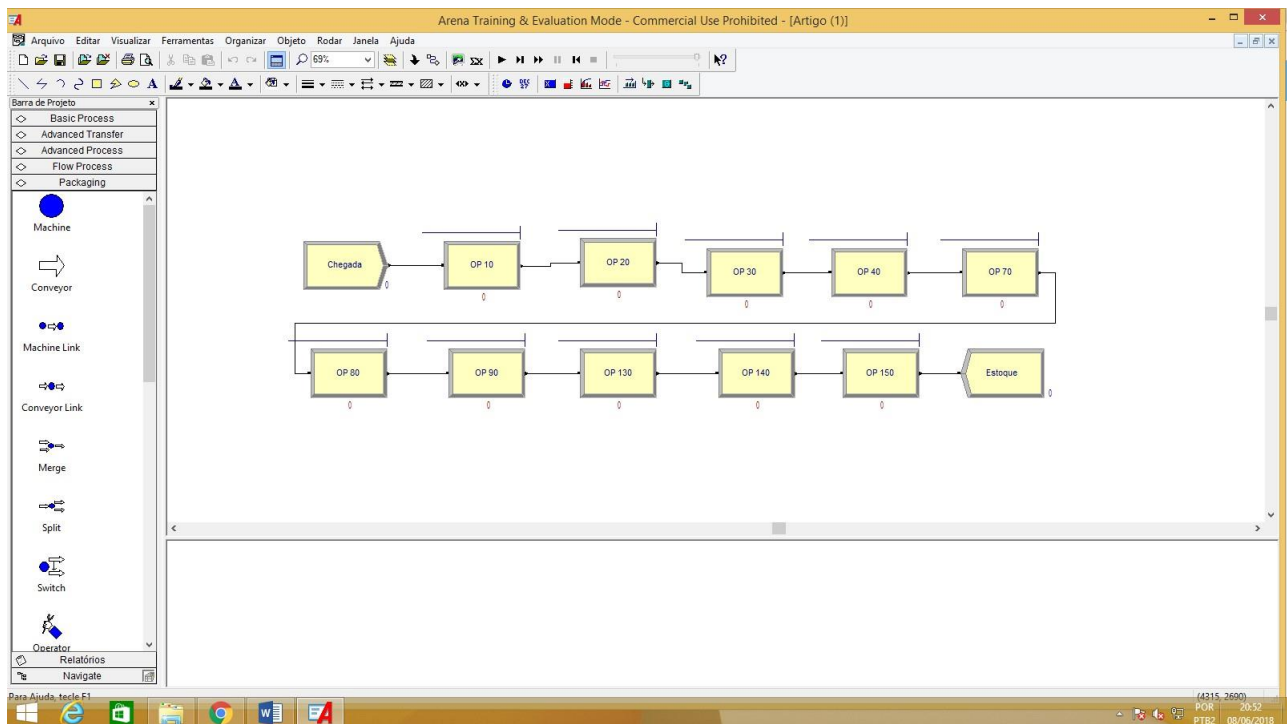 Arena Training & Evaluation Mode - Commercial Use Prohibited - [Artigo (1)]
Arquivo Editar Visualizar Ferramentas Organizar Objeto Rodar Janela Ajuda
69%
Barra de Projeto
Basic Process
Advanced Transfer
Advanced Process
Flow Process
Packaging
Machine
Conveyor
Machine Link
Conveyor Link
Merge
Split
Switch
Operator
Relatórios
Navigate
Chegada
0
OP 10
0
OP 20
0
OP 30
0
OP 40
0
OP 70
0
OP 80
0
OP 90
0
OP 130
0
OP 140
0
OP 150
0
Estoque
0
Para Ajuda, tecle F1
(4315, 2690)
POR 20:52
PTB2 08/06/2018